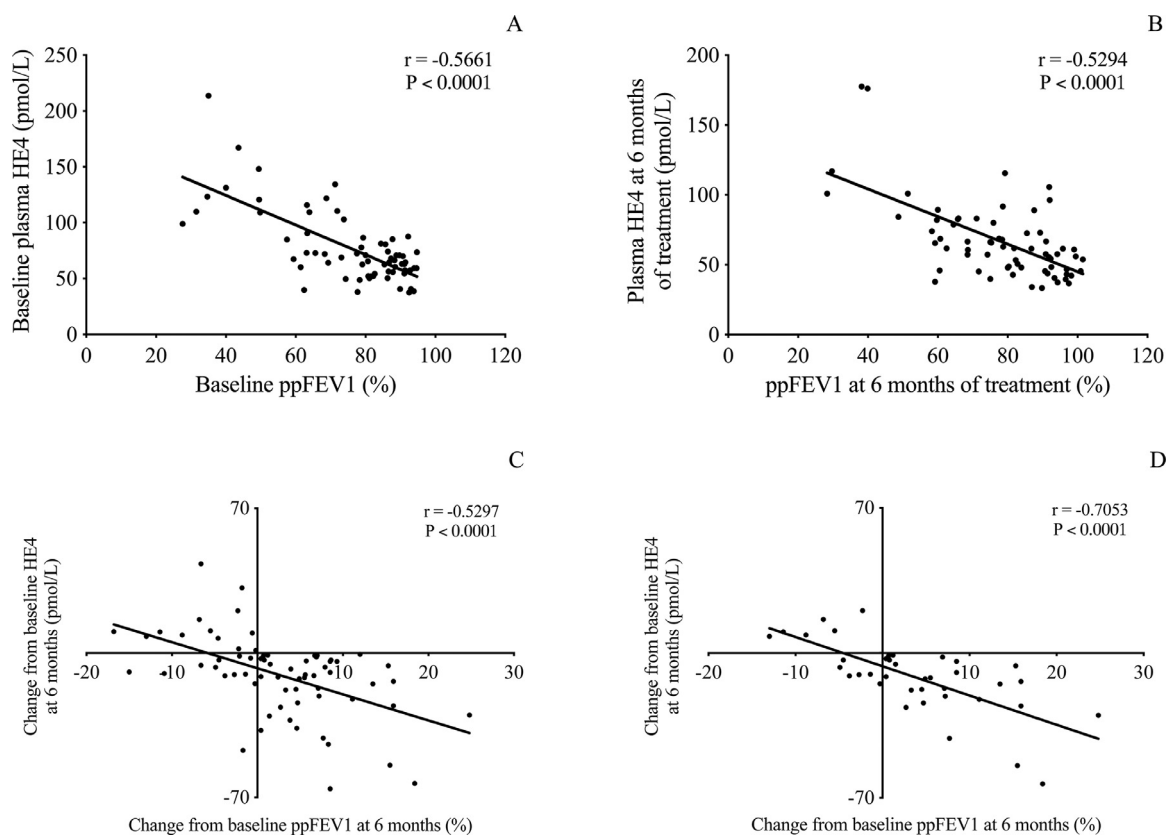 A
r = -0.5661
P < 0.0001
Baseline plasma HE4 (pmol/L)
250
200
150
100
50
0
0 20 40 60 80 100 120
Baseline ppFEV1 (%)
B
r = -0.5294
P < 0.0001
Plasma HE4 at 6 months
of treatment (pmol/L)
200
150
100
50
0
0 20 40 60 80 100 120
ppFEV1 at 6 months of treatment (%)
C
r = -0.5297
P < 0.0001
Change from baseline HE4
at 6 months (pmol/L)
70
-20 -10 10 20 30
-70
Change from baseline ppFEV1 at 6 months (%)
D
r = -0.7053
P < 0.0001
Change from baseline HE4
at 6 months (pmol/L)
70
-20 -10 0 10 20 30
-70
Change from baseline ppFEV1 at 6 months (%)